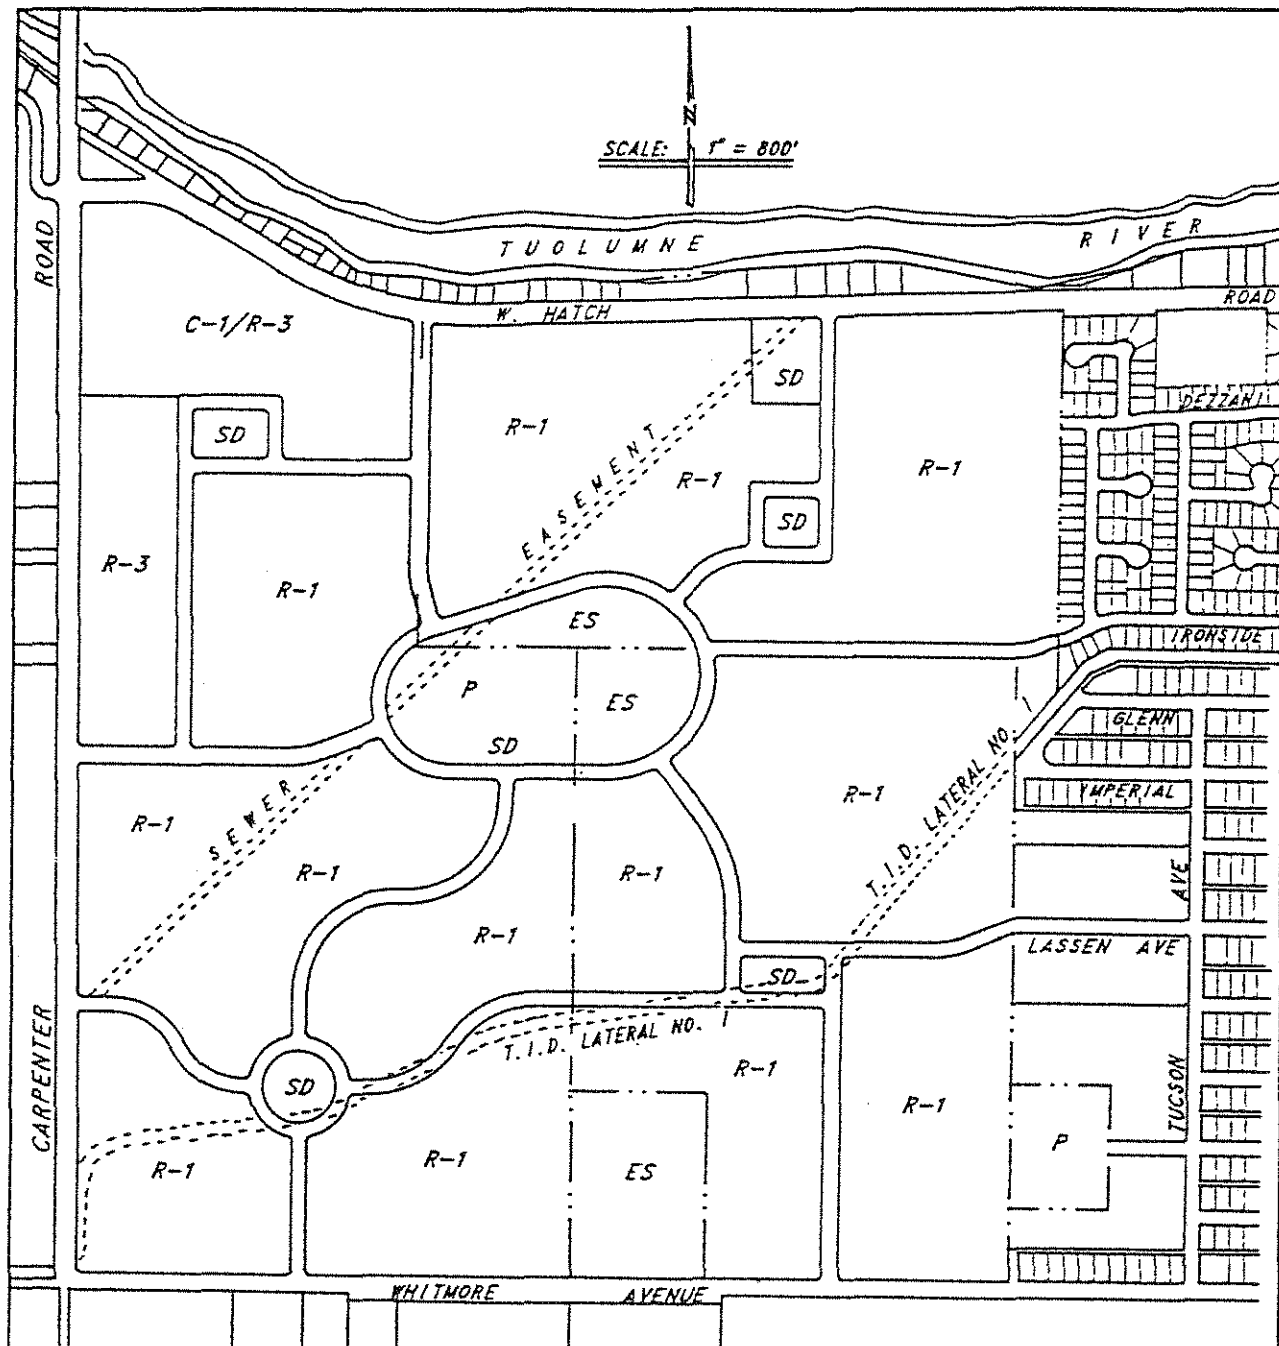 N
SCALE: 1" = 800'
TUOLUMNE RIVER
ROAD
W. HATCH ROAD
C-1/R-3
SD
DEZZANI
SD
R-1
EASEMENT
R-1
R-1
SD
R-3
R-1
ES
IRONSIDE
P
ES
GLENN
SD
T.I.D. LATERAL NO. 1
IMPERIAL
R-1
R-1
SEWER
R-1
R-1
AVE
R-1
LASSEN AVE
SD
CARPENTER
T.I.D. LATERAL NO. 1
R-1
SD
R-1
TUCSON
P
R-1
R-1
ES
WHITMORE AVENUE